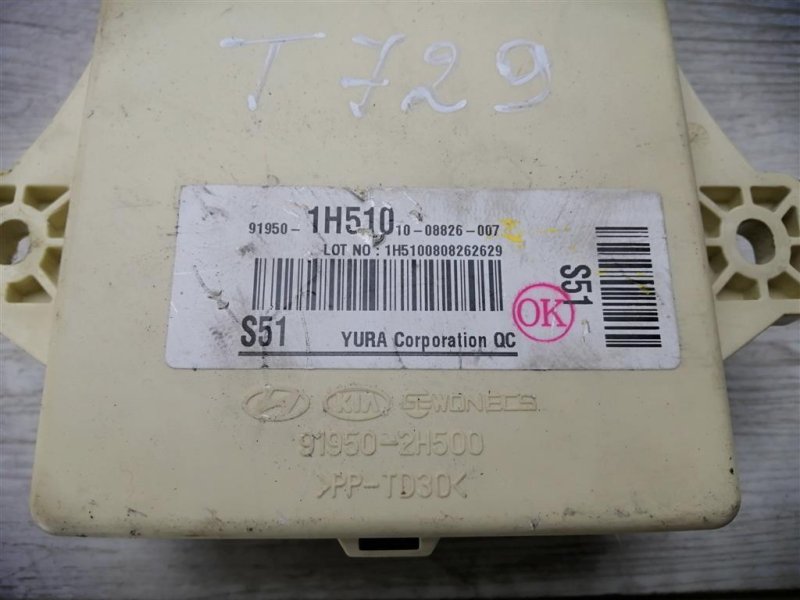 T 729
91950- 1H510 10-08826-007
LOT NO : 1H5100808262629
S51 YURA Corporation QC
S51
OK
KIA SEWONECS
91950-2H500
>PP-TD30<